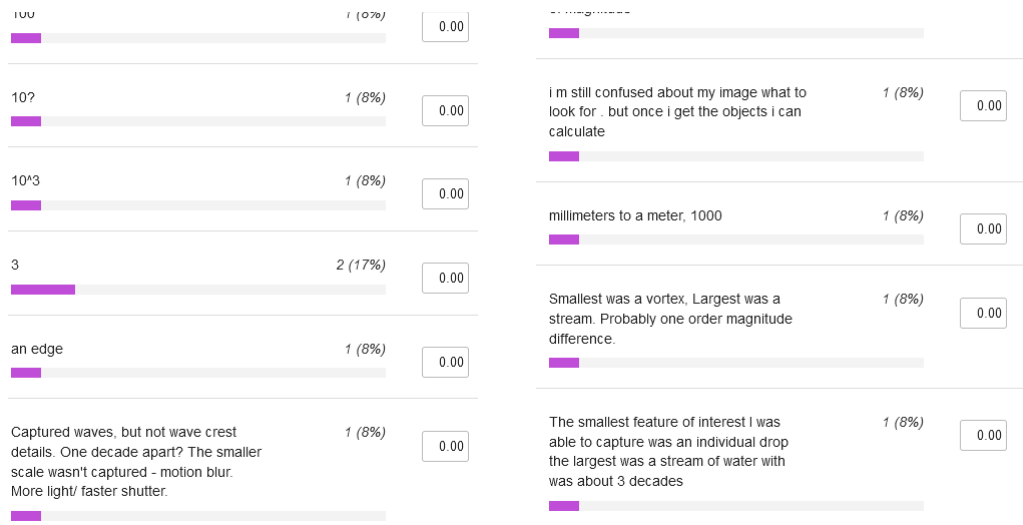 100 1 (8%)
0.00
10? 1 (8%)
0.00
10^3 1 (8%)
0.00
3 2 (17%)
0.00
an edge 1 (8%)
0.00
Captured waves, but not wave crest 1 (8%)
details. One decade apart? The smaller
scale wasn't captured - motion blur.
More light/ faster shutter.
0.00
of magnitude
i m still confused about my image what to 1 (8%)
look for . but once i get the objects i can
calculate
0.00
millimeters to a meter, 1000 1 (8%)
0.00
Smallest was a vortex, Largest was a 1 (8%)
stream. Probably one order magnitude
difference.
0.00
The smallest feature of interest I was 1 (8%)
able to capture was an individual drop
the largest was a stream of water with
was about 3 decades
0.00